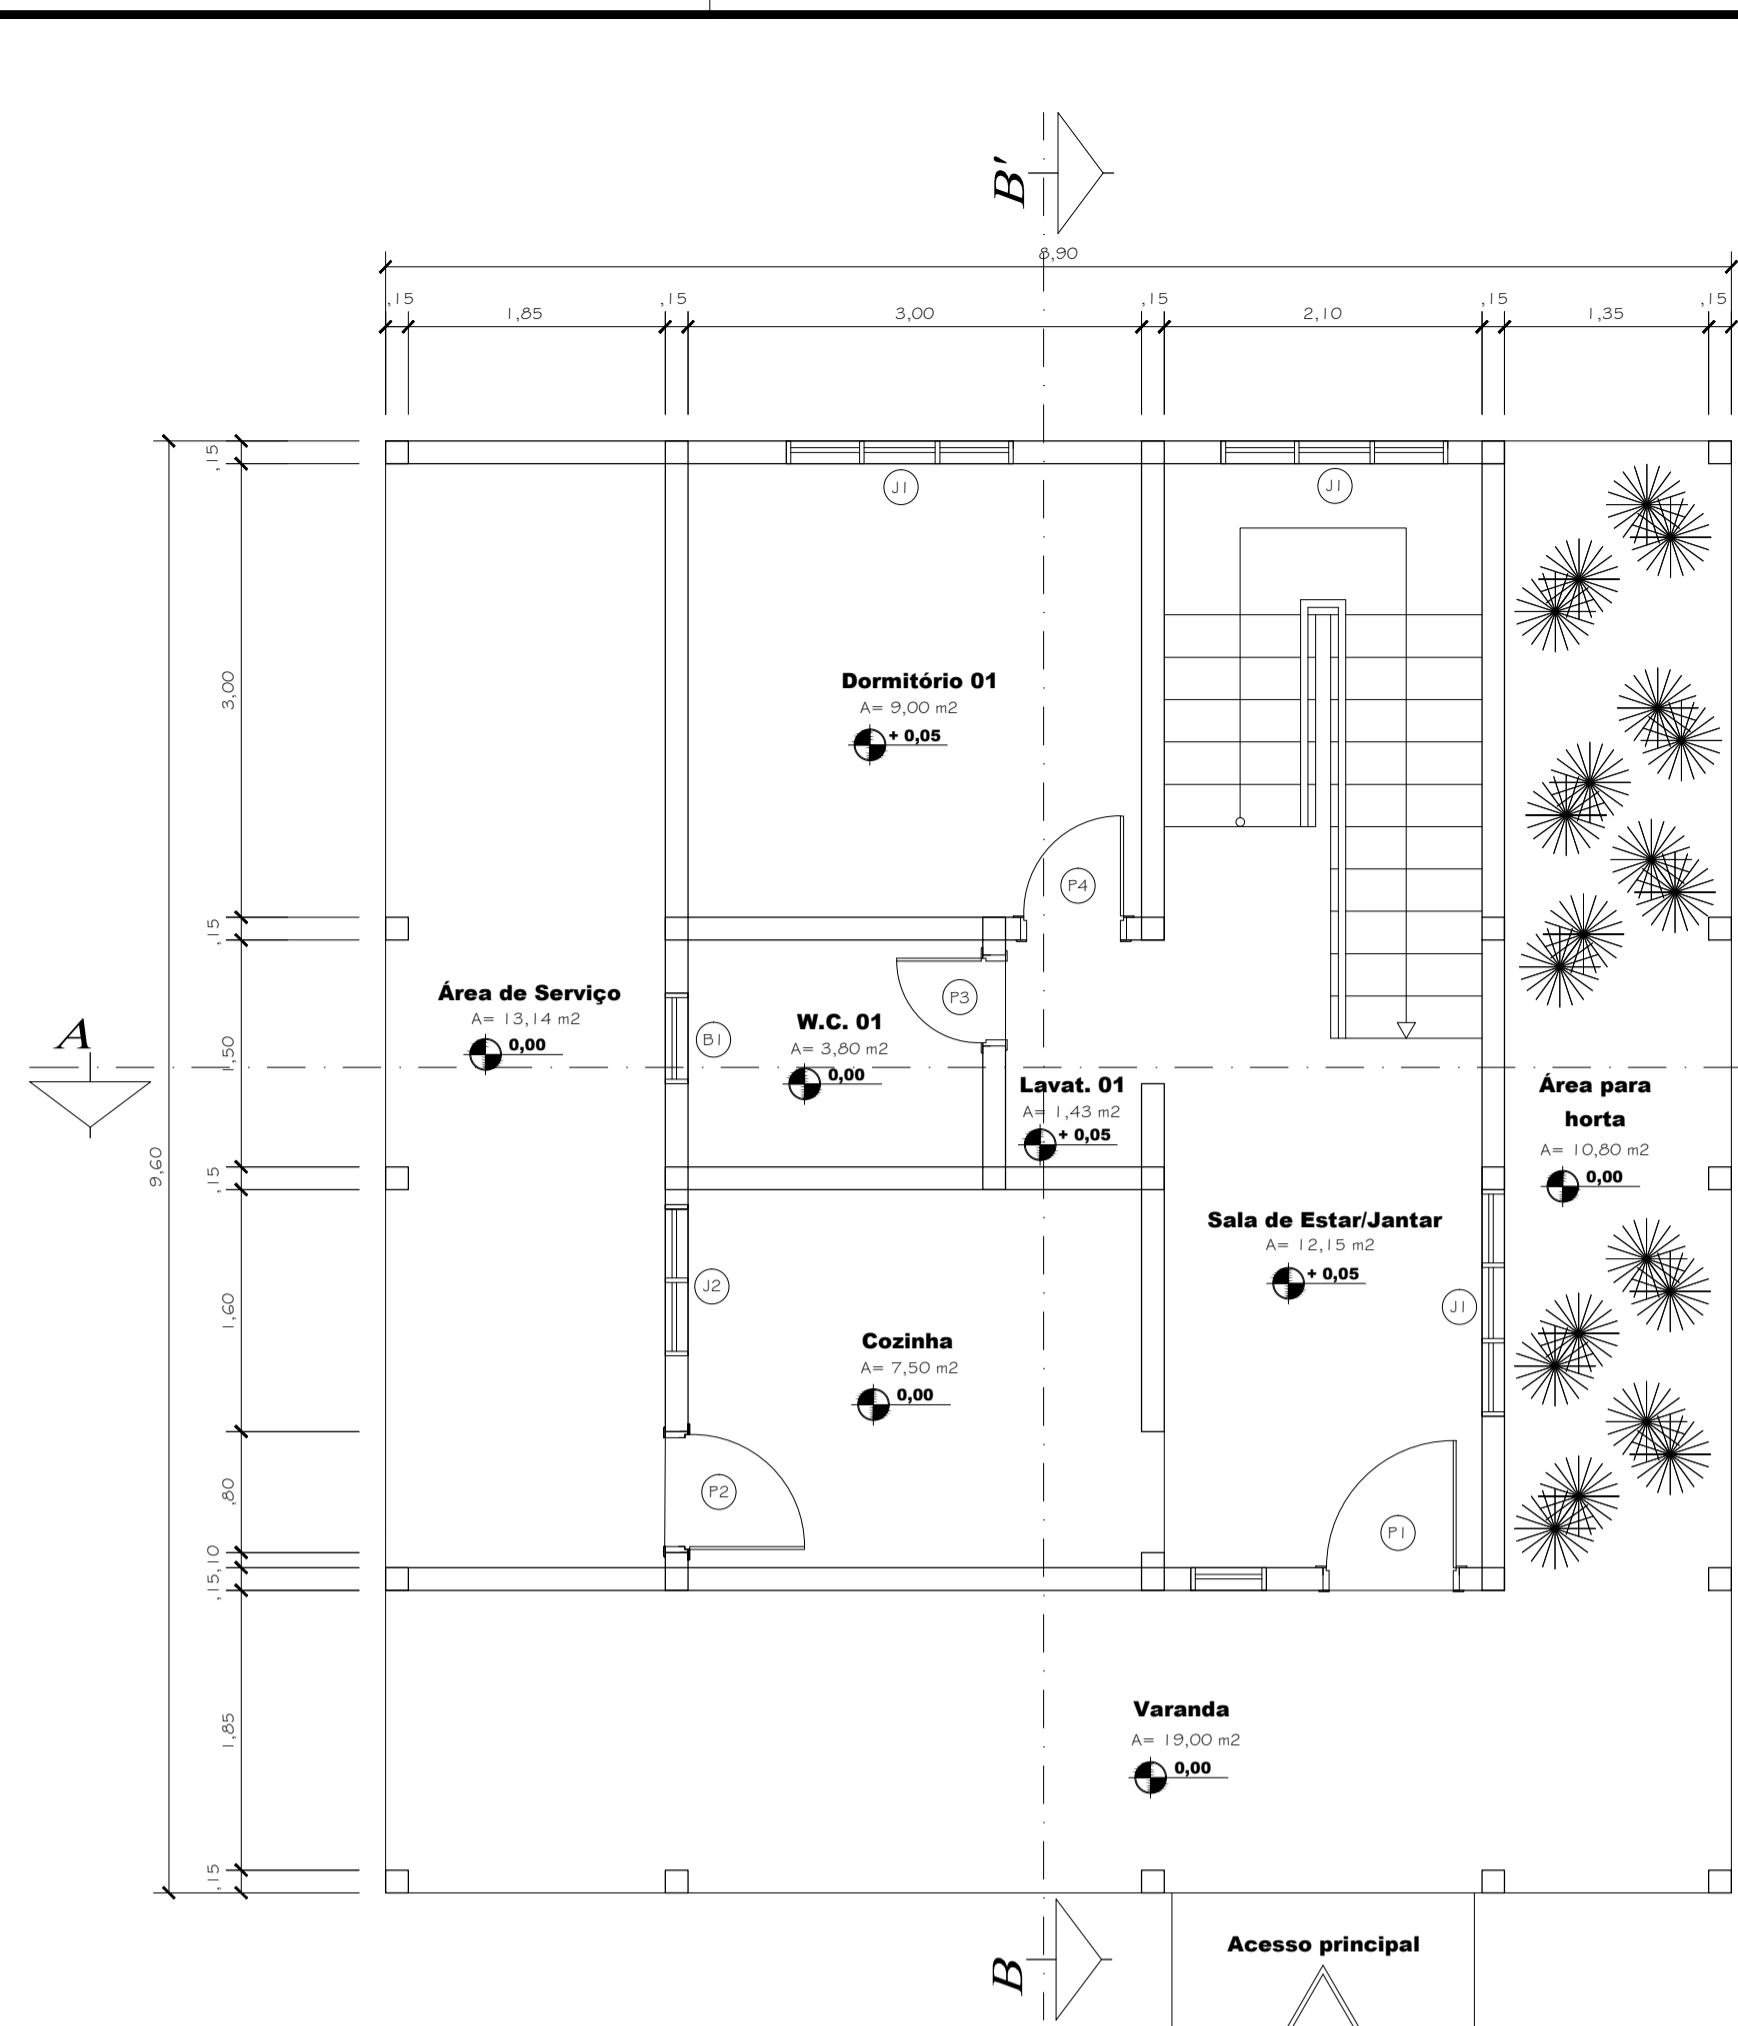 B'
8,90
,15
,15
,15
,15
,15
1,85
3,00
2,10
1,35
,15
J1
J1
3,00
Dormitório 01
A= 9,00 m2
+ 0,05
P4
,15
Área de Serviço
A= 13,14 m2
0,00
P3
A
1,50
B1
W.C. 01
A= 3,80 m2
0,00
Lavat. 01
A= 1,43 m2
+ 0,05
Área para
horta
A= 10,80 m2
0,00
9,60
,15
Sala de Estar/Jantar
A= 12,15 m2
+ 0,05
J2
J1
1,60
Cozinha
A= 7,50 m2
0,00
,80
P2
P1
,10
,15
Varanda
A= 19,00 m2
0,00
1,85
,15
B
Acesso principal